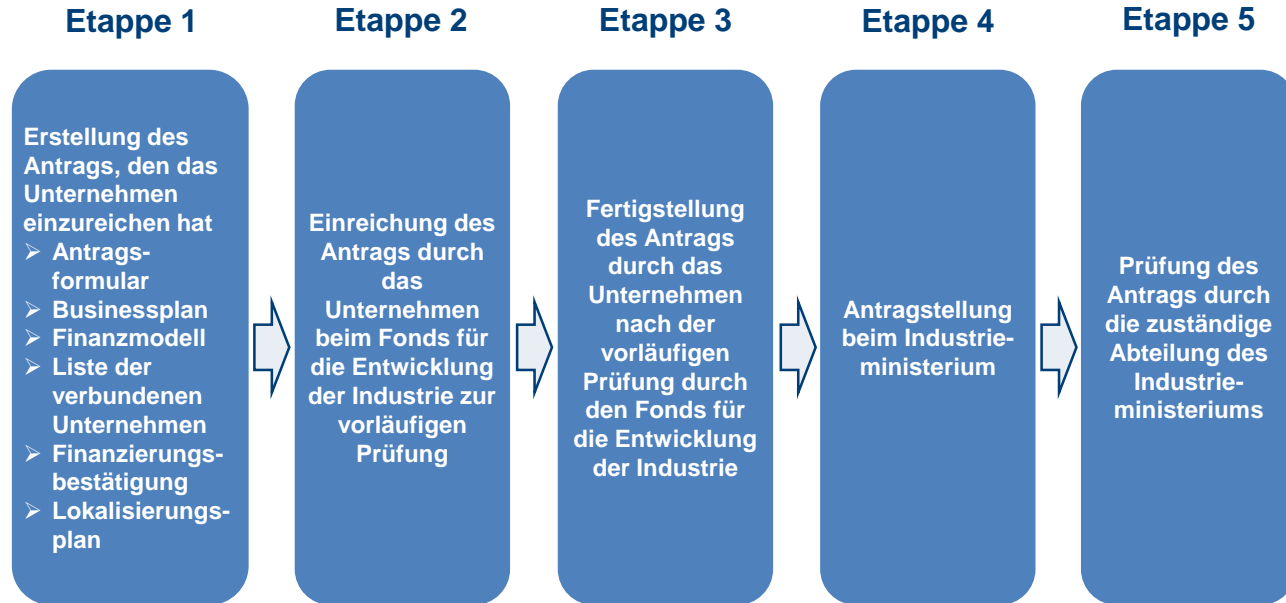 Etappe 1
Etappe 2
Etappe 3
Etappe 4
Etappe 5
Erstellung des
Antrags, den das
Unternehmen
einzureichen hat
➢ Antrags-
formular
➢ Businessplan
➢ Finanzmodell
➢ Liste der
verbundenen
Unternehmen
➢ Finanzierungs-
bestätigung
➢ Lokalisierungs-
plan
Einreichung des
Antrags durch
das
Unternehmen
beim Fonds für
die Entwicklung
der Industrie zur
vorläufigen
Prüfung
Fertigstellung
des Antrags
durch das
Unternehmen
nach der
vorläufigen
Prüfung durch
den Fonds für
die Entwicklung
der Industrie
Antragstellung
beim Industrie-
ministerium
Prüfung des
Antrags durch
die zuständige
Abteilung des
Industrie-
ministeriums